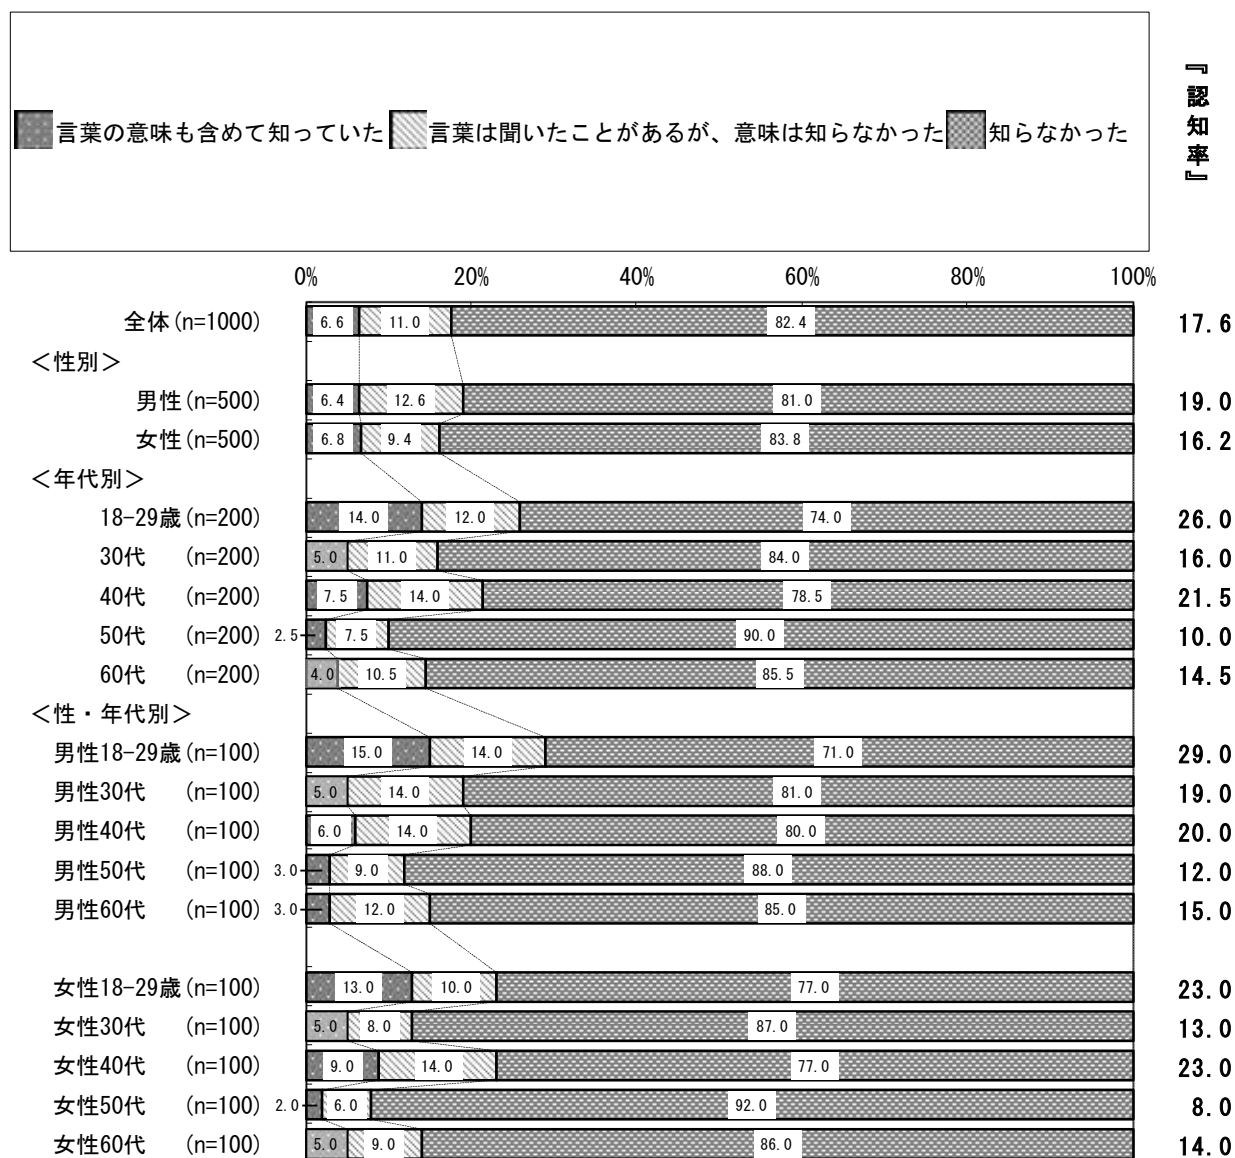 言葉の意味も含めて知っていた 言葉は聞いたことがあるが、意味は知らなかった 知らなかった
『認知率』
0% 20% 40% 60% 80% 100%
全体(n=1000) 6.6 11.0 82.4 17.6
＜性別＞
男性(n=500) 6.4 12.6 81.0 19.0
女性(n=500) 6.8 9.4 83.8 16.2
＜年代別＞
18-29歳(n=200) 14.0 12.0 74.0 26.0
30代 (n=200) 5.0 11.0 84.0 16.0
40代 (n=200) 7.5 14.0 78.5 21.5
50代 (n=200) 2.5 7.5 90.0 10.0
60代 (n=200) 4.0 10.5 85.5 14.5
＜性・年代別＞
男性18-29歳(n=100) 15.0 14.0 71.0 29.0
男性30代 (n=100) 5.0 14.0 81.0 19.0
男性40代 (n=100) 6.0 14.0 80.0 20.0
男性50代 (n=100) 3.0 9.0 88.0 12.0
男性60代 (n=100) 3.0 12.0 85.0 15.0
女性18-29歳(n=100) 13.0 10.0 77.0 23.0
女性30代 (n=100) 5.0 8.0 87.0 13.0
女性40代 (n=100) 9.0 14.0 77.0 23.0
女性50代 (n=100) 2.0 6.0 92.0 8.0
女性60代 (n=100) 5.0 9.0 86.0 14.0